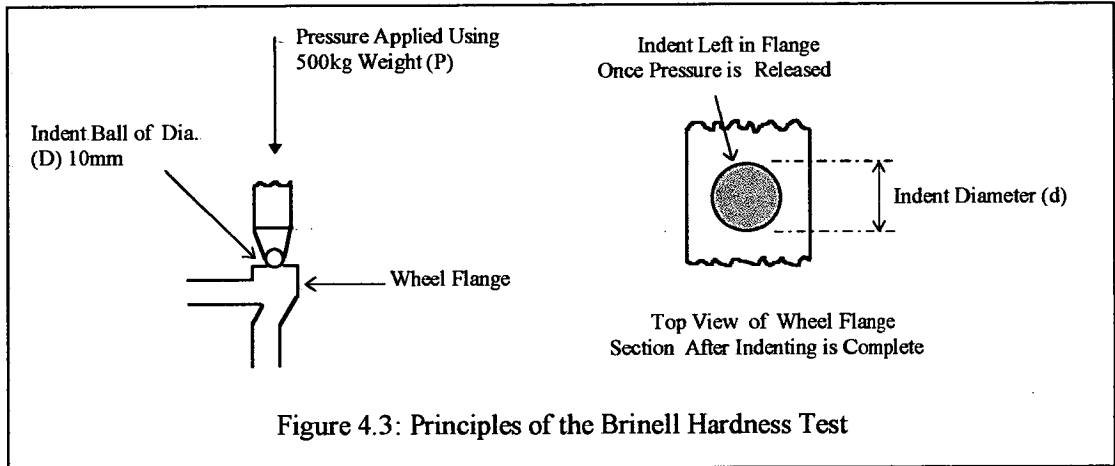 Pressure Applied Using
500kg Weight (P)
Indent Left in Flange
Once Pressure is Released
Indent Ball of Dia.
(D) 10mm
Indent Diameter (d)
Wheel Flange
Top View of Wheel Flange
Section After Indenting is Complete
Figure 4.3: Principles of the Brinell Hardness Test